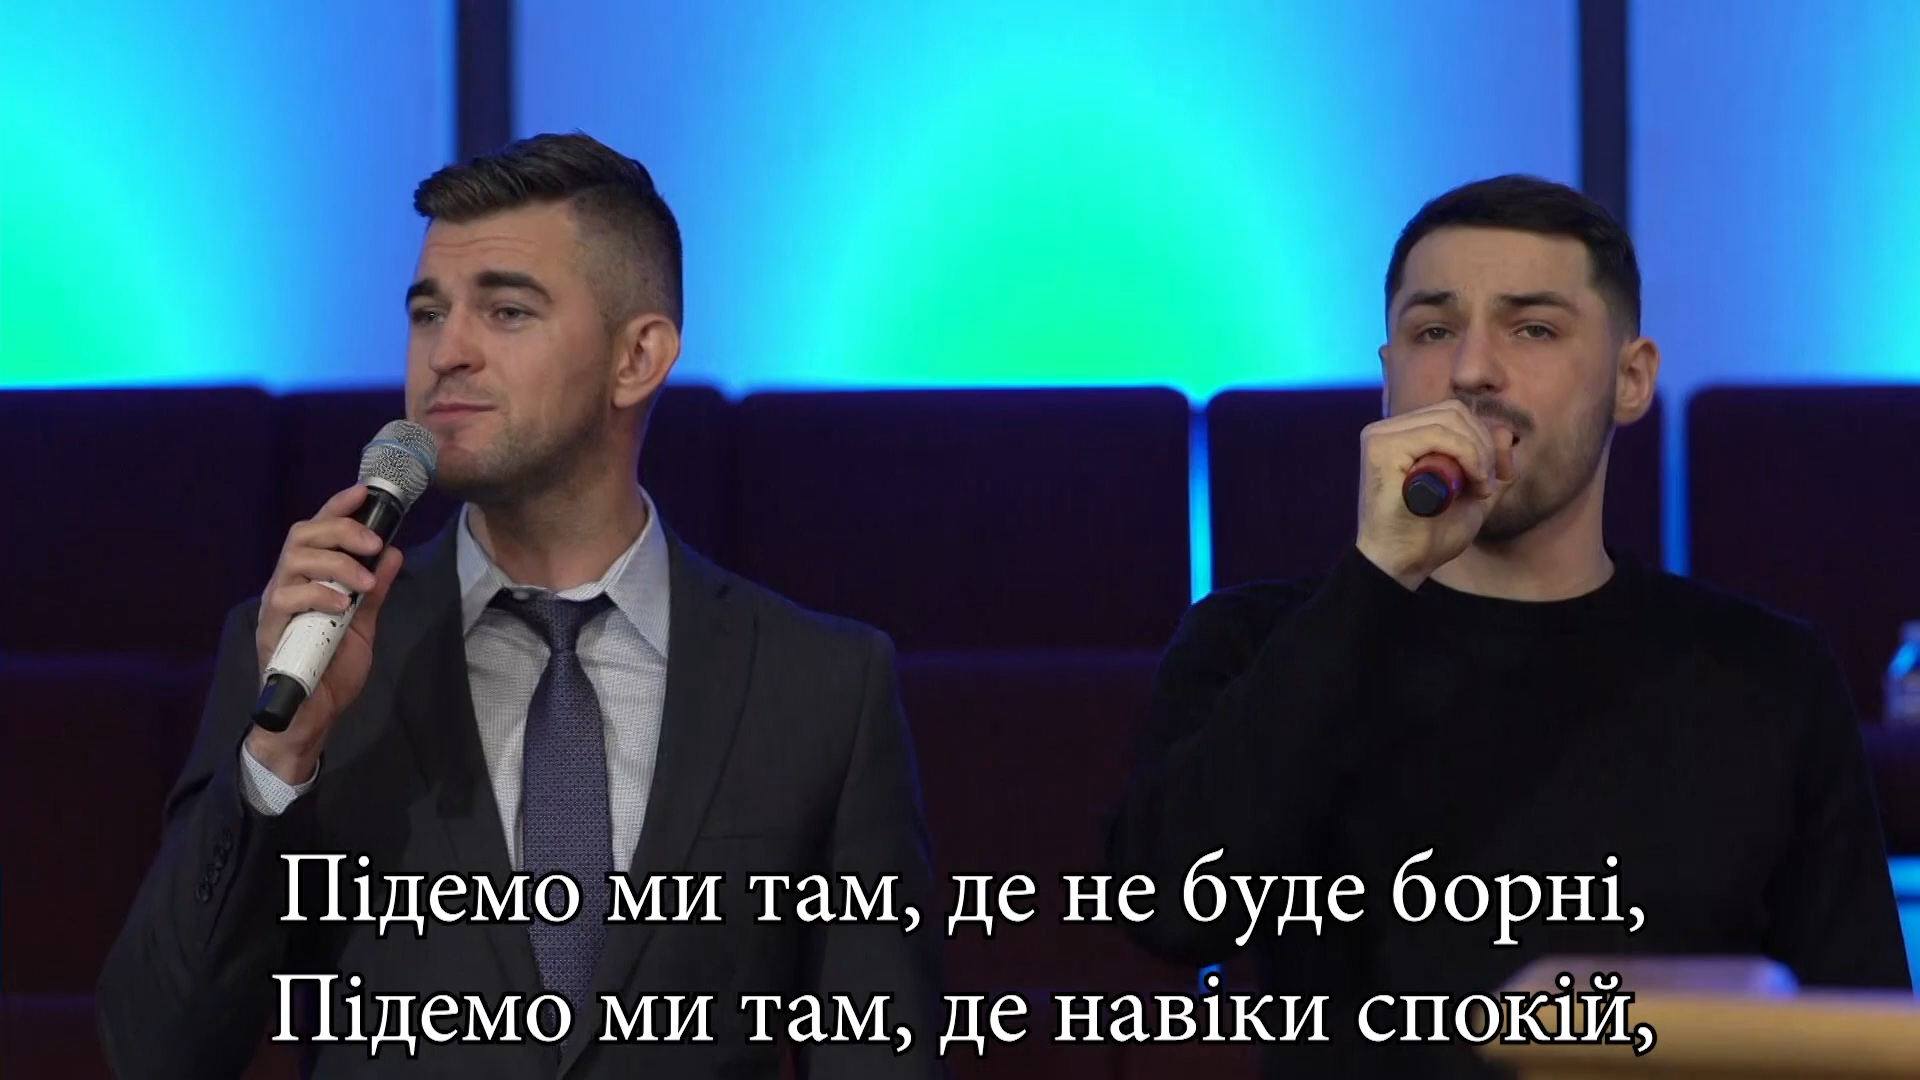 Підемо ми там, де не буде борні,
Підемо ми там, де навіки спокій,